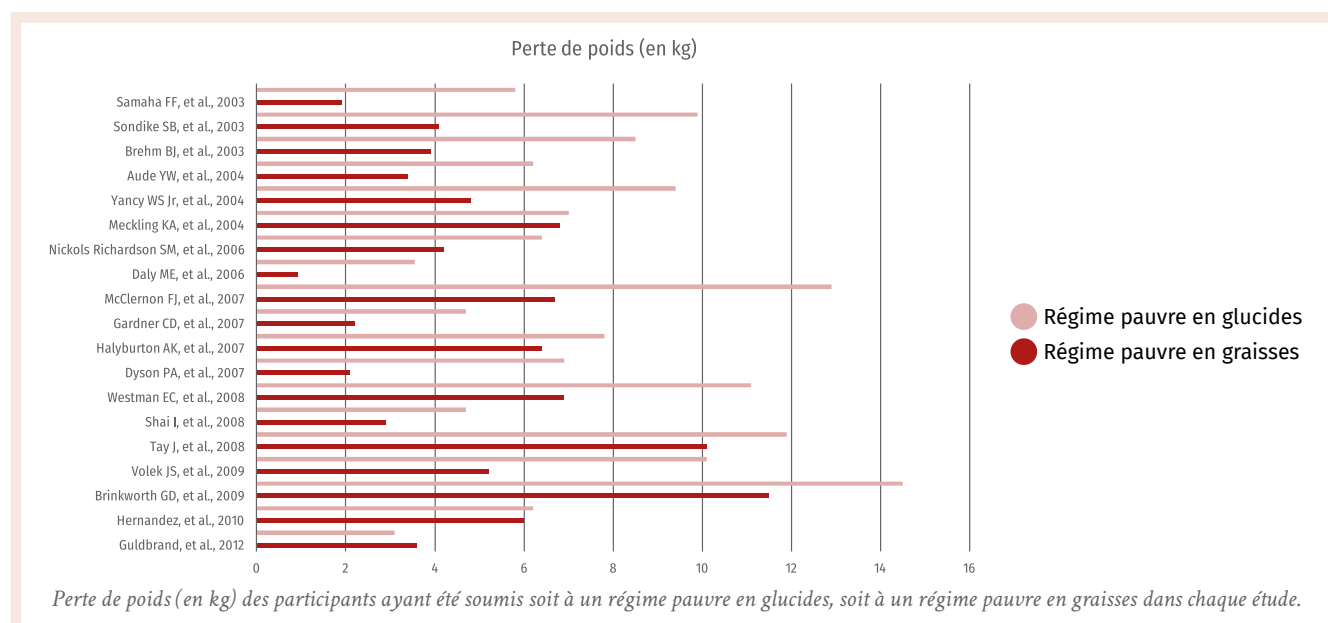 Perte de poids (en kg)
Samaha FF, et al., 2003
Sondike SB, et al., 2003
Brehm BJ, et al., 2003
Aude YW, et al., 2004
Yancy WS Jr, et al., 2004
Meckling KA, et al., 2004
Nickols Richardson SM, et al., 2006
Daly ME, et al., 2006
McClernon FJ, et al., 2007
Gardner CD, et al., 2007
Halyburton AK, et al., 2007
Dyson PA, et al., 2007
Westman EC, et al., 2008
Shai I, et al., 2008
Tay J, et al., 2008
Volek JS, et al., 2009
Brinkworth GD, et al., 2009
Hernandez, et al., 2010
Guldbrand, et al., 2012
0 2 4 6 8 10 12 14 16
Régime pauvre en glucides
Régime pauvre en graisses
Perte de poids (en kg) des participants ayant été soumis soit à un régime pauvre en glucides, soit à un régime pauvre en graisses dans chaque étude.